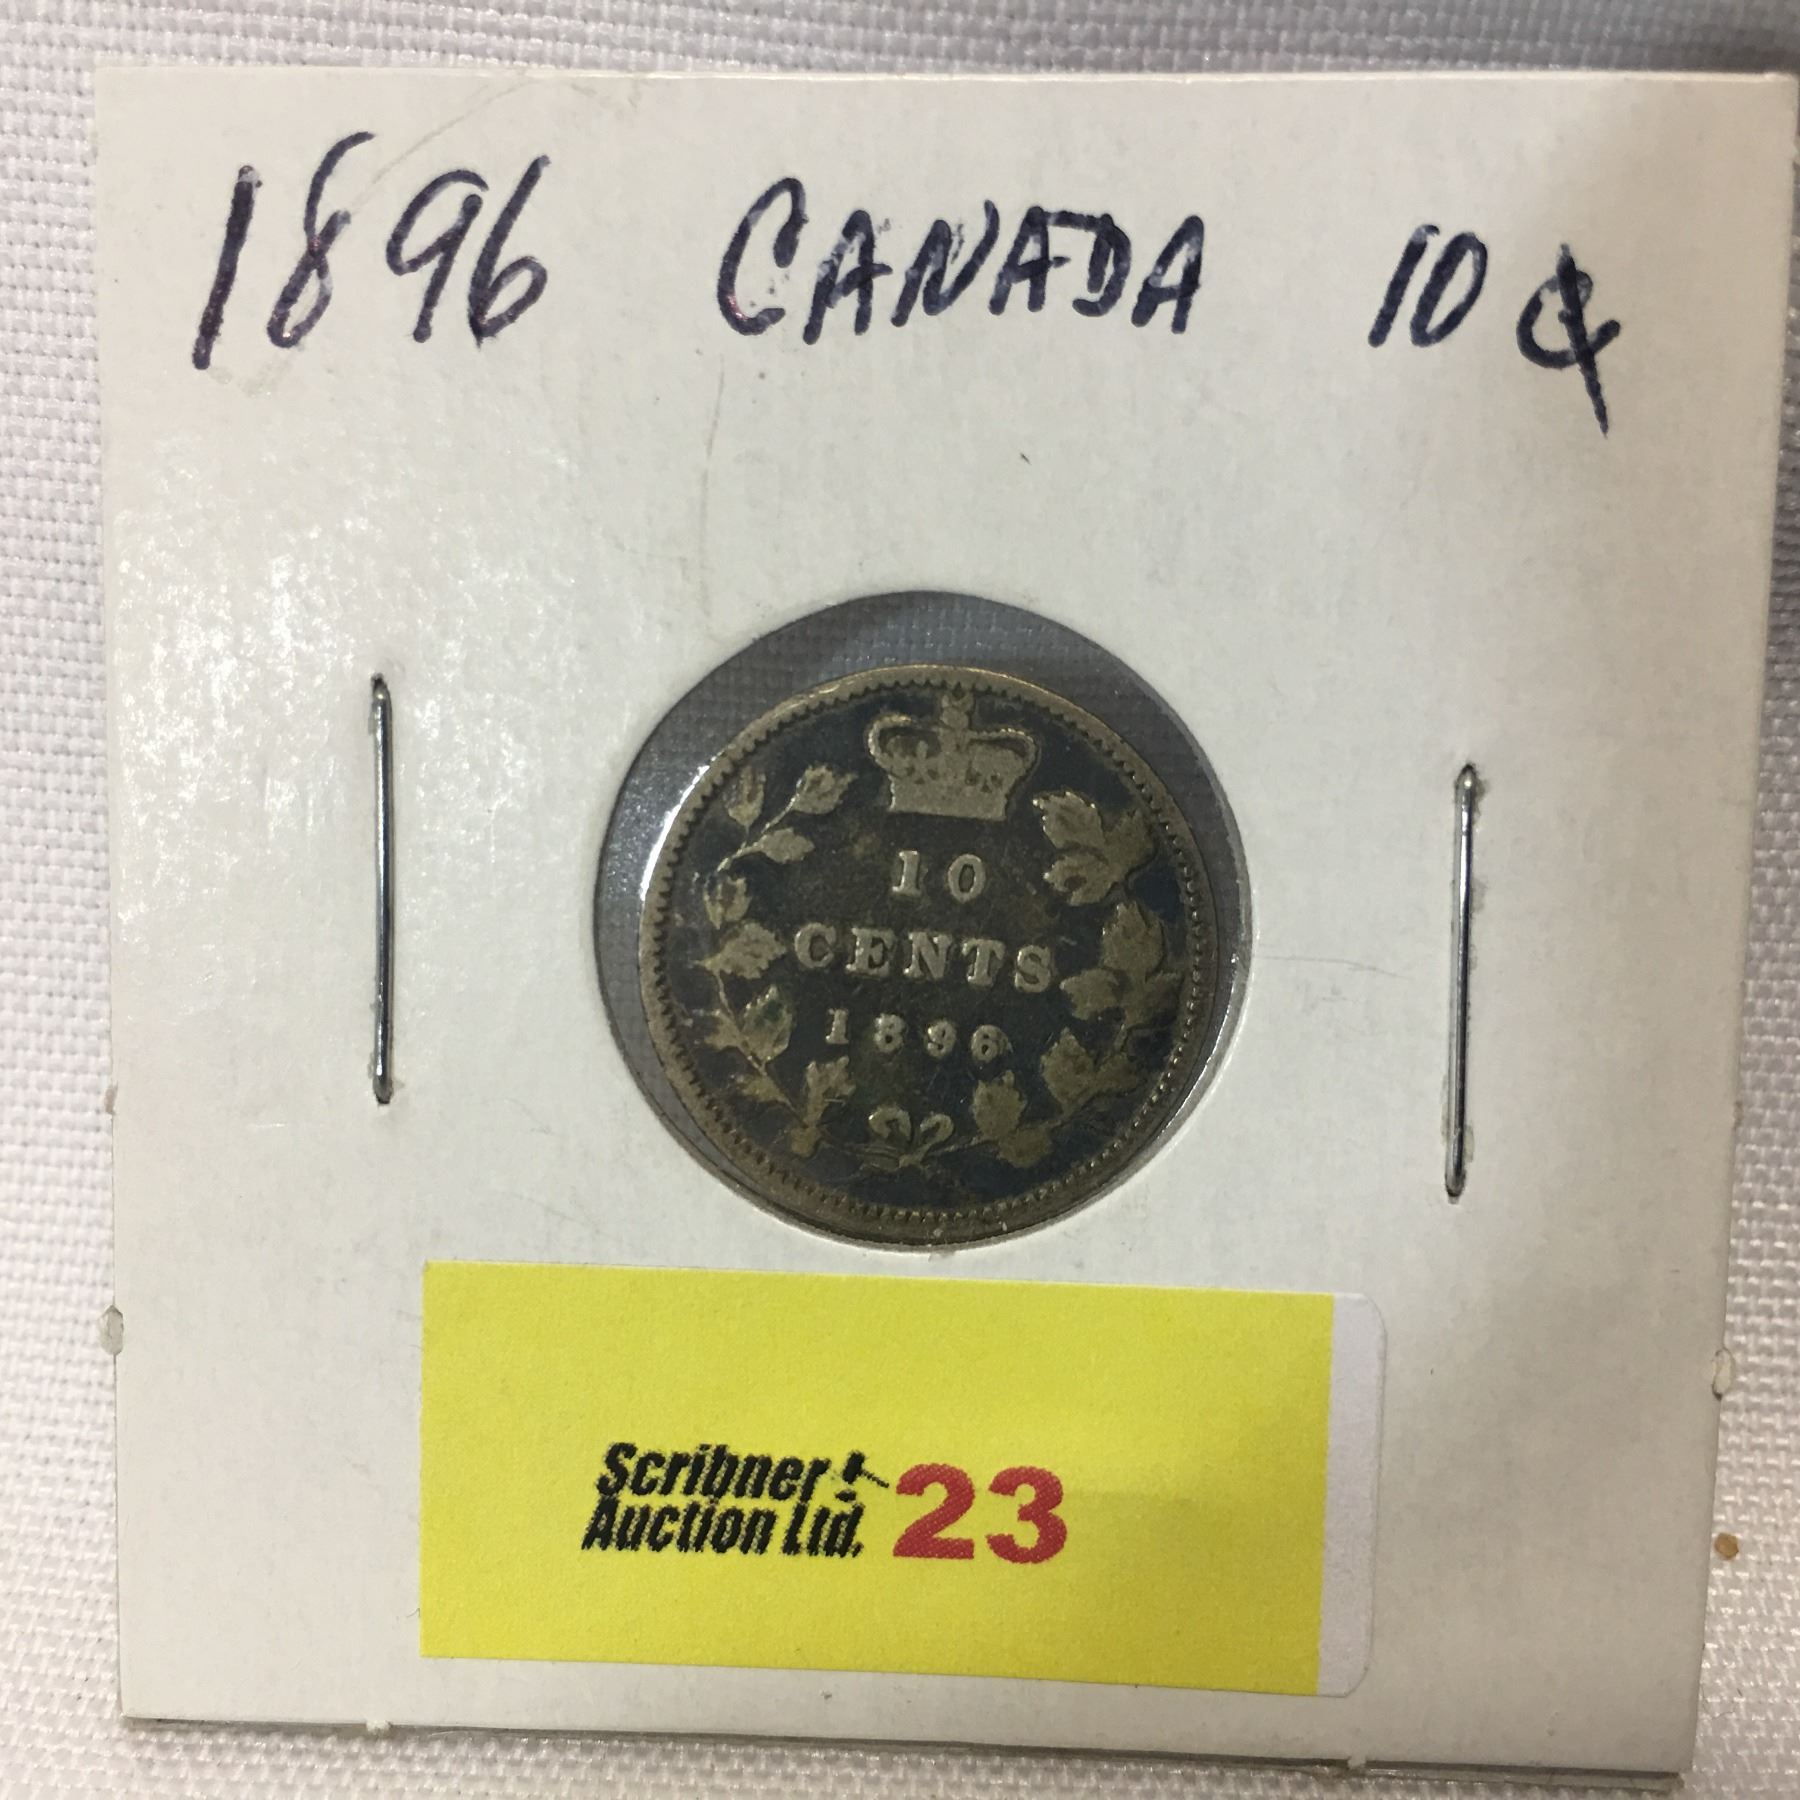 1896 CANADA 10¢
10
CENTS
1896
Scribner
Auction Ltd. 23